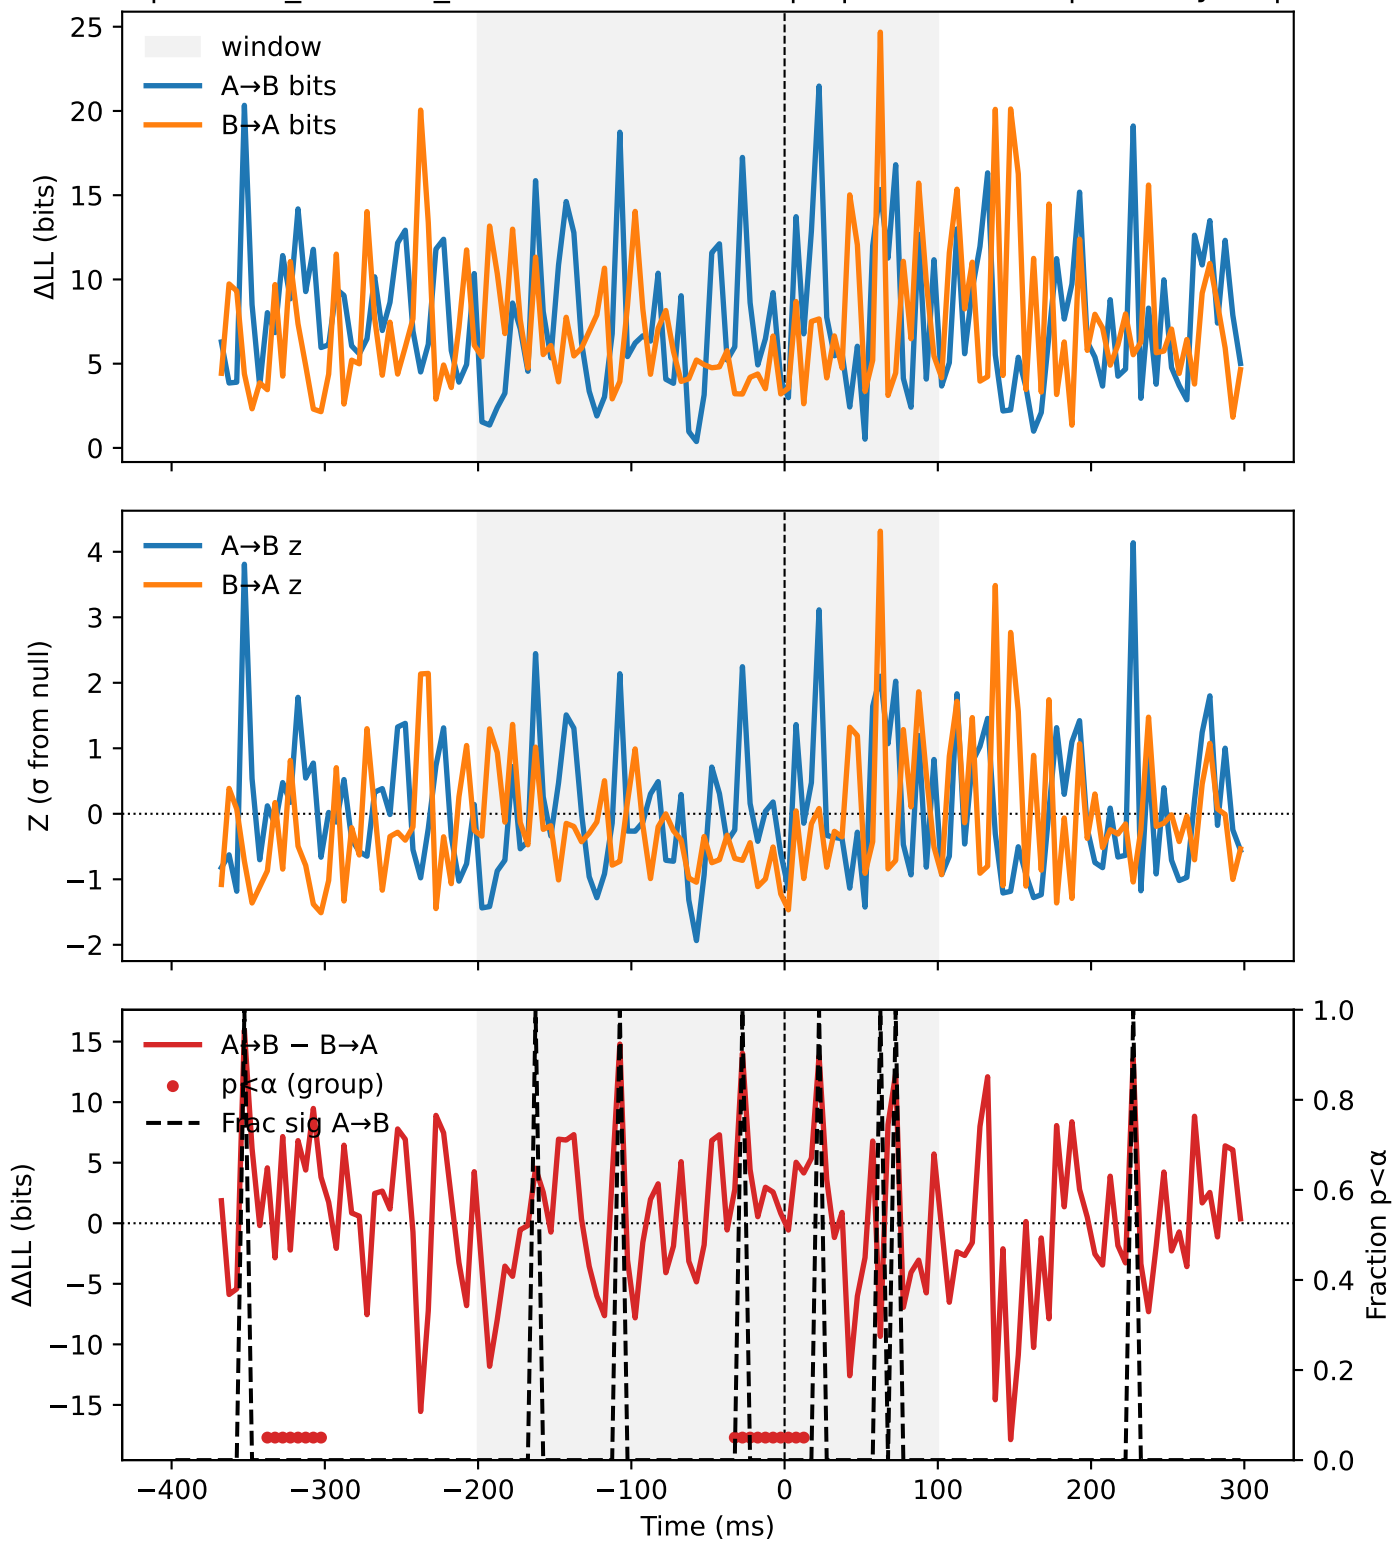 25
20
15
10
5
0
ΔLL (bits)
window
A→B bits
B→A bits
4
3
2
1
0
−1
−2
Z (σ from null)
A→B z
B→A z
15
10
5
0
−5
−10
−15
ΔΔLL (bits)
A→B − B→A
p<α (group)
Frac sig A→B
1.0
0.8
0.6
0.4
0.2
0.0
Fraction p<α
−400 −300 −200 −100 0 100 200 300
Time (ms)